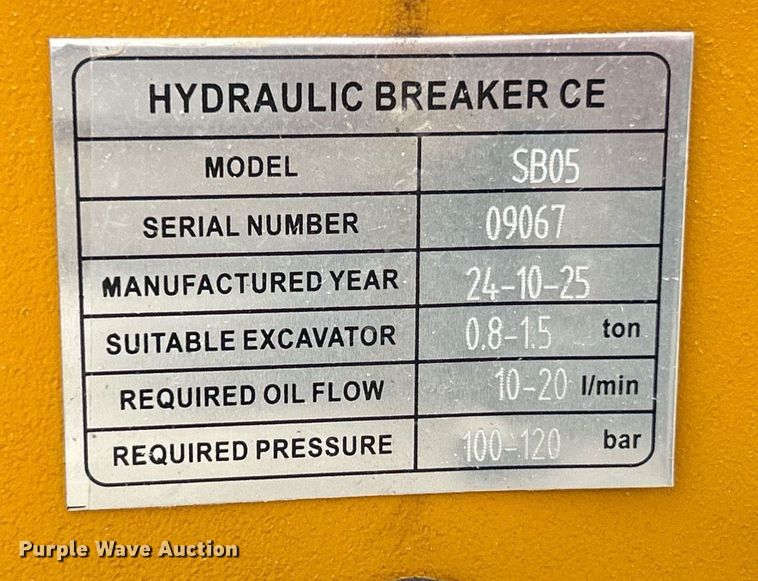 HYDRAULIC BREAKER CE
MODEL SB05
SERIAL NUMBER 09067
MANUFACTURED YEAR 24-10-25
SUITABLE EXCAVATOR 0.8-1.5 ton
REQUIRED OIL FLOW 10-20 l/min
REQUIRED PRESSURE 100-120 bar
Purple Wave Auction